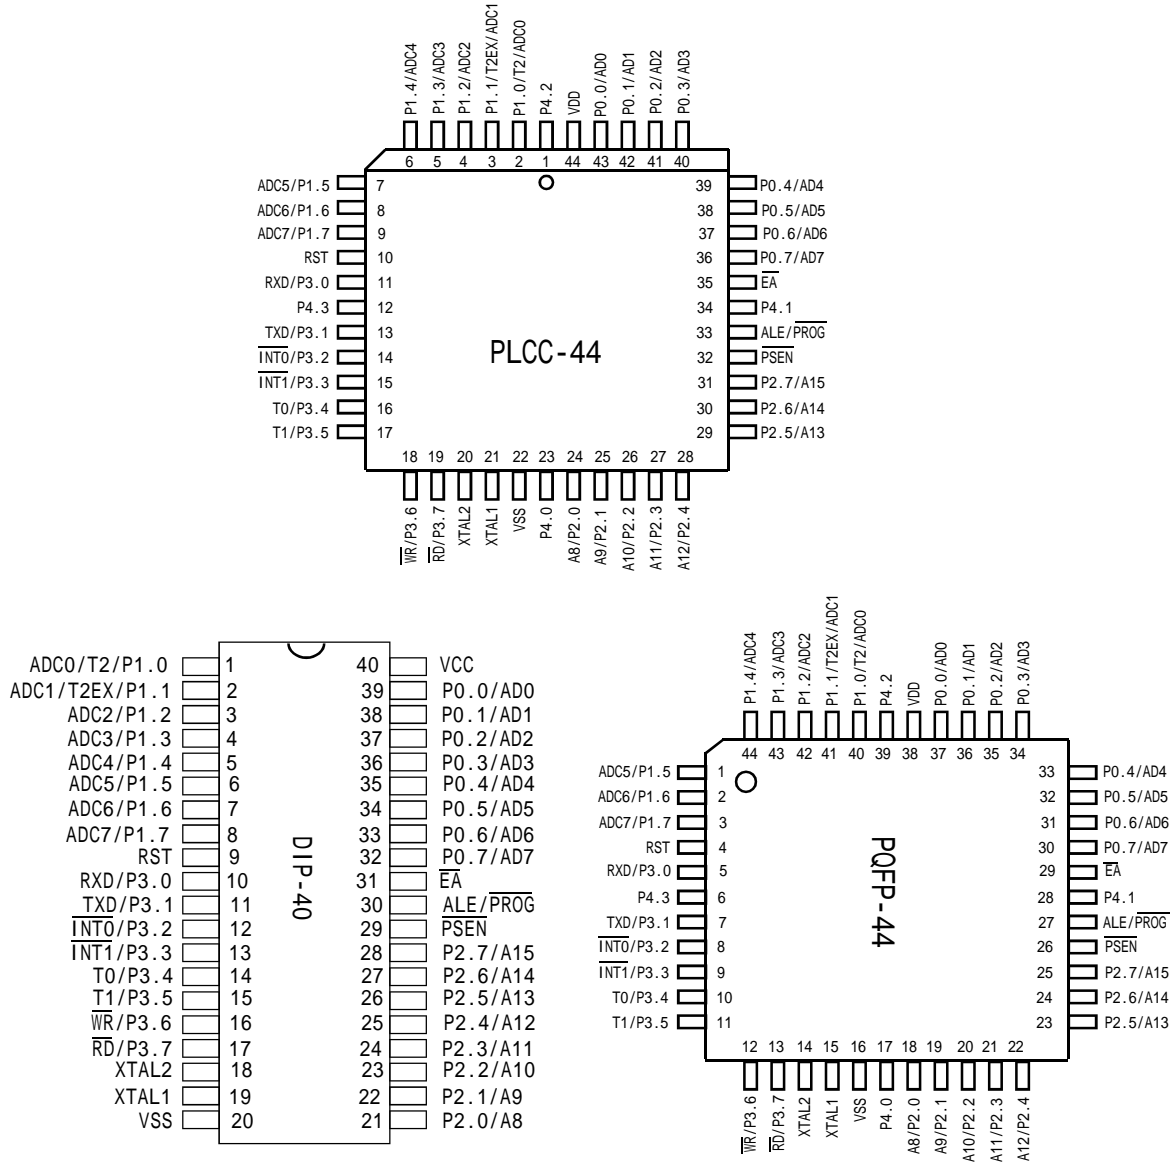 P1.4/ADC4
P1.3/ADC3
P1.2/ADC2
P1.1/T2EX/ADC1
P1.0/T2/ADC0
P4.2
VDD
P0.0/AD0
P0.1/AD1
P0.2/AD2
P0.3/AD3
6 5 4 3 2 1 44 43 42 41 40
ADC5/P1.5 7 39 P0.4/AD4
ADC6/P1.6 8 38 P0.5/AD5
ADC7/P1.7 9 37 P0.6/AD6
RST 10 36 P0.7/AD7
RXD/P3.0 11 35 EA
P4.3 12 34 P4.1
TXD/P3.1 13 33 ALE/PROG
INT0/P3.2 14 32 PSEN
PLCC-44
INT1/P3.3 15 31 P2.7/A15
T0/P3.4 16 30 P2.6/A14
T1/P3.5 17 29 P2.5/A13
18 19 20 21 22 23 24 25 26 27 28
WR/P3.6
RD/P3.7
XTAL2
XTAL1
VSS
P4.0
A8/P2.0
A9/P2.1
A10/P2.2
A11/P2.3
A12/P2.4
ADC0/T2/P1.0 1 40 VCC
ADC1/T2EX/P1.1 2 39 P0.0/AD0
ADC2/P1.2 3 38 P0.1/AD1
ADC3/P1.3 4 37 P0.2/AD2
ADC4/P1.4 5 36 P0.3/AD3
ADC5/P1.5 6 35 P0.4/AD4
ADC6/P1.6 7 34 P0.5/AD5
ADC7/P1.7 8 33 P0.6/AD6
RST 9 32 P0.7/AD7
RXD/P3.0 10 31 EA
TXD/P3.1 11 30 ALE/PROG
INT0/P3.2 12 29 PSEN
INT1/P3.3 13 28 P2.7/A15
T0/P3.4 14 27 P2.6/A14
T1/P3.5 15 26 P2.5/A13
WR/P3.6 16 25 P2.4/A12
RD/P3.7 17 24 P2.3/A11
XTAL2 18 23 P2.2/A10
XTAL1 19 22 P2.1/A9
VSS 20 21 P2.0/A8
DIP-40
P1.4/ADC4
P1.3/ADC3
P1.2/ADC2
P1.1/T2EX/ADC1
P1.0/T2/ADC0
P4.2
VDD
P0.0/AD0
P0.1/AD1
P0.2/AD2
P0.3/AD3
44 43 42 41 40 39 38 37 36 35 34
ADC5/P1.5 1 33 P0.4/AD4
ADC6/P1.6 2 32 P0.5/AD5
ADC7/P1.7 3 31 P0.6/AD6
RST 4 30 P0.7/AD7
RXD/P3.0 5 29 EA
P4.3 6 28 P4.1
TXD/P3.1 7 27 ALE/PROG
INT0/P3.2 8 26 PSEN
INT1/P3.3 9 25 P2.7/A15
T0/P3.4 10 24 P2.6/A14
T1/P3.5 11 23 P2.5/A13
PQFP-44
12 13 14 15 16 17 18 19 20 21 22
WR/P3.6
RD/P3.7
XTAL2
XTAL1
VSS
P4.0
A8/P2.0
A9/P2.1
A10/P2.2
A11/P2.3
A12/P2.4